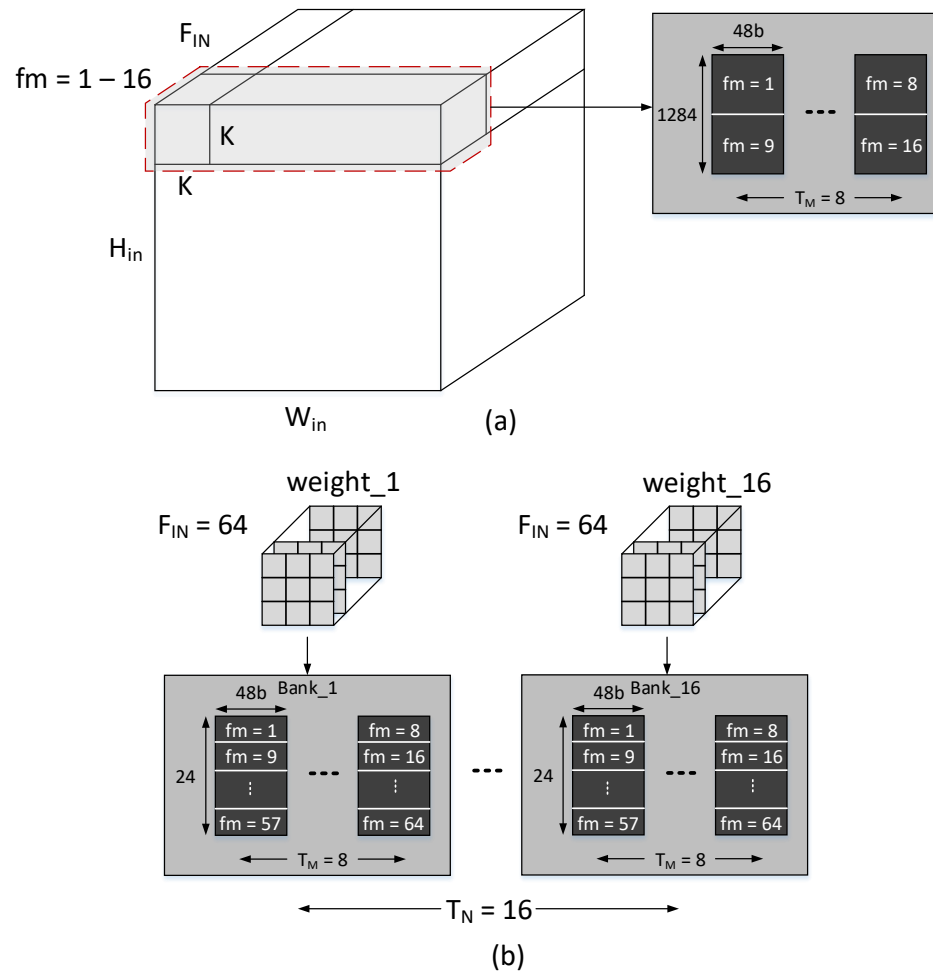 F_IN
fm = 1 – 16
K
K
H_in
W_in
48b
1284
fm = 1
fm = 8
fm = 9
fm = 16
T_M = 8
(a)
weight_1
weight_16
F_IN = 64
F_IN = 64
Bank_1
Bank_16
48b
48b
24
fm = 1
fm = 8
fm = 9
fm = 16
fm = 57
fm = 64
T_M = 8
24
fm = 1
fm = 8
fm = 9
fm = 16
fm = 57
fm = 64
T_M = 8
T_N = 16
(b)